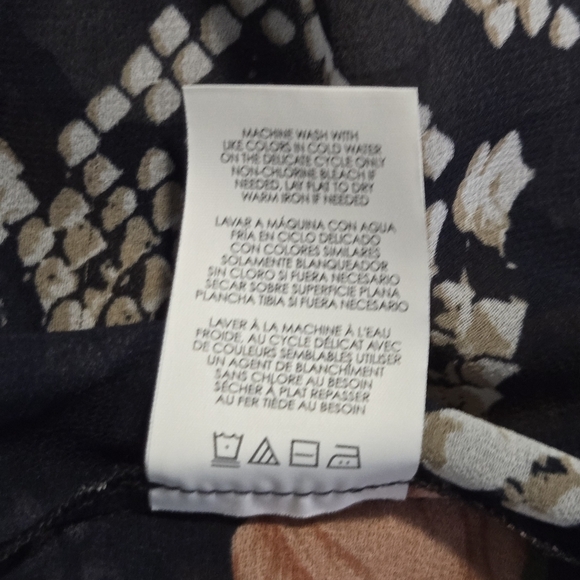 MACHINE WASH WITH
LIKE COLORS IN COLD WATER
ON THE DELICATE CYCLE ONLY
NON-CHLORINE BLEACH IF
NEEDED, LAY FLAT TO DRY
WARM IRON IF NEEDED
LAVAR A MÁQUINA CON AGUA
FRÍA EN CICLO DELICADO
CON COLORES SIMILARES
SOLAMENTE BLANQUEADOR
SIN CLORO SI FUERA NECESARIO
SECAR SOBRE SUPERFICIE PLANA
PLANCHA TIBIA SI FUERA NECESARIO
LAVER À LA MACHINE À L'EAU
FROIDE, AU CYCLE DÉLICAT AVEC
DE COULEURS SEMBLABLES UTILISER
UN AGENT DE BLANCHÎMENT
SANS CHLORE AU BESOIN
SÉCHER À PLAT REPASSER
AU FER TIÈDE AU BESOIN